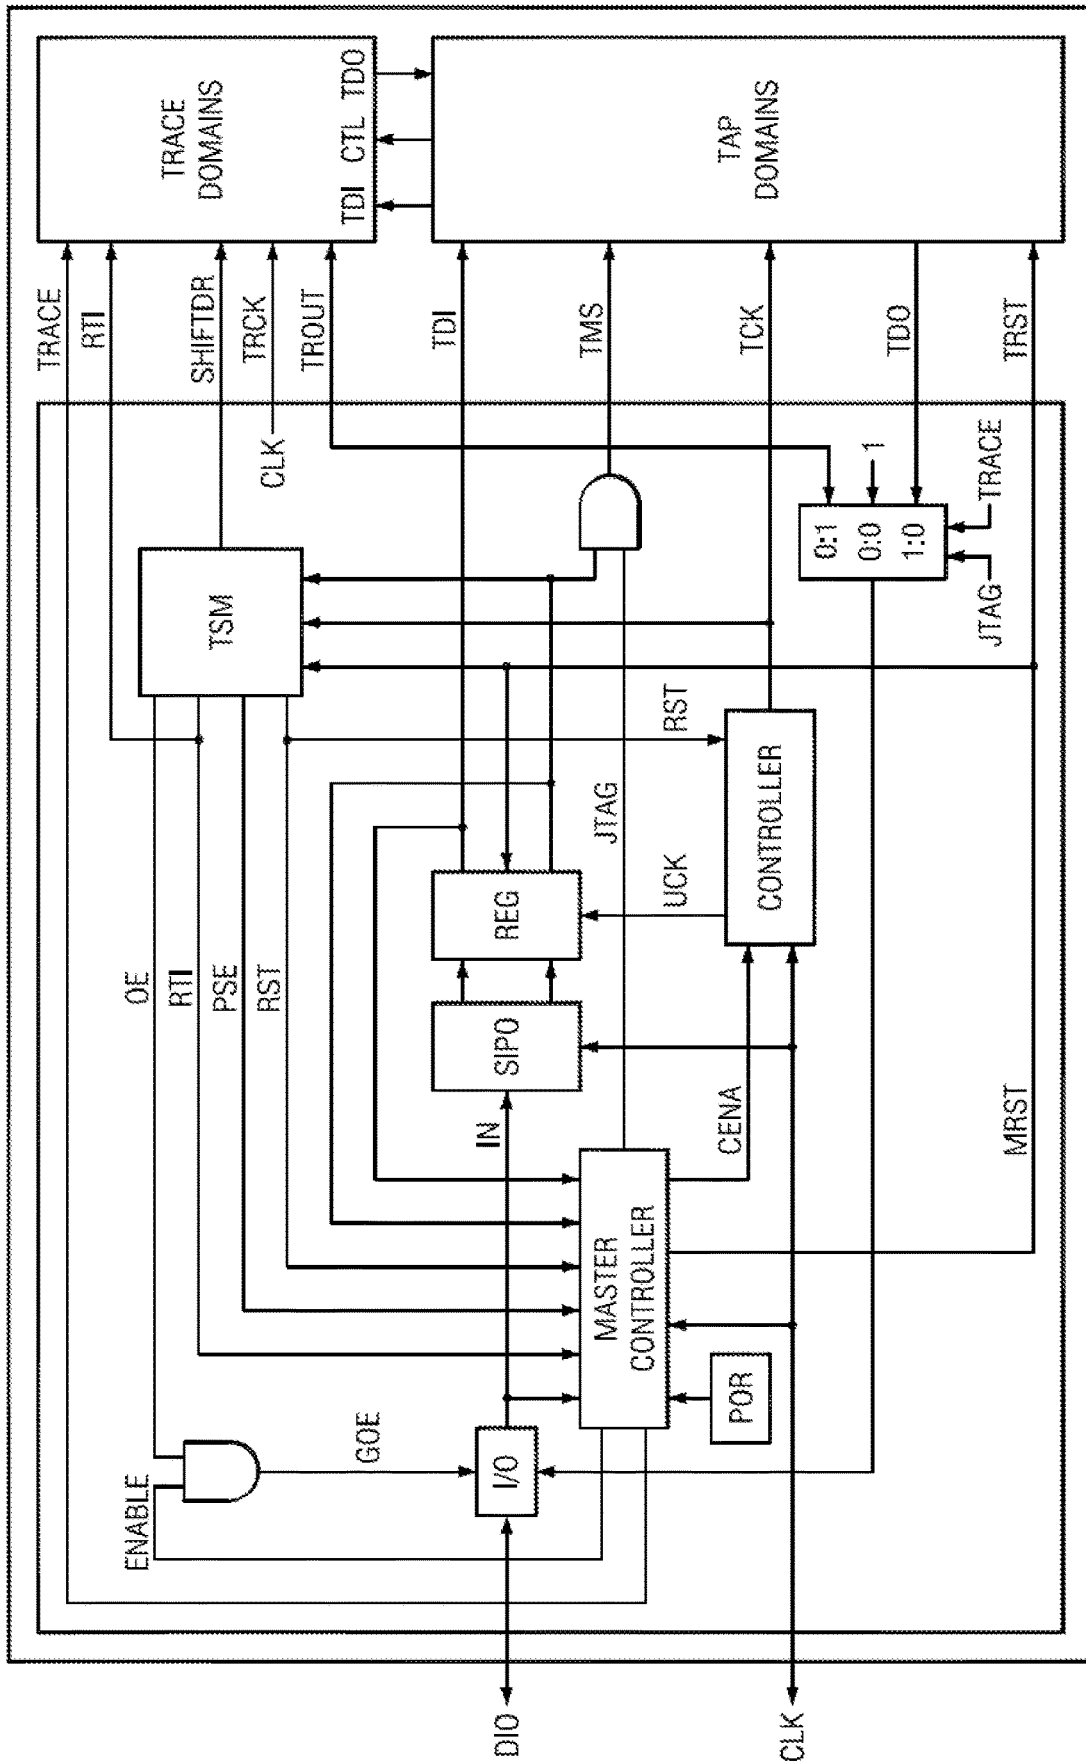 TRACE
DOMAINS
TDI
CTL
TDO
TAP
DOMAINS
TRACE
RTI
SHIFTDR
TRCK
TROUT
TDI
TMS
TCK
TDO
TRST
CLK
TSM
1
0:1
0:0
1:0
JTAG
TRACE
OE
RTI
PSE
RST
RST
JTAG
REG
UCK
CONTROLLER
SIPO
IN
CENA
MRST
MASTER
CONTROLLER
POR
ENABLE
GOE
I/O
DIO
CLK